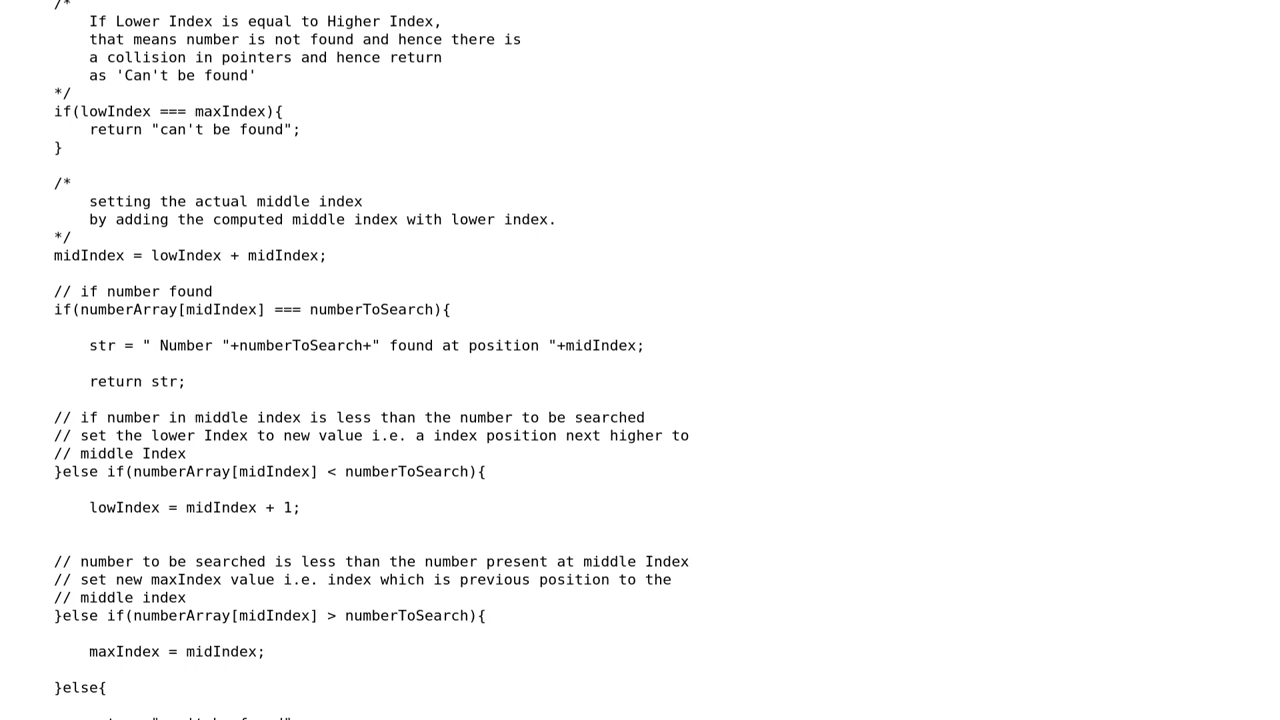 /*
If Lower Index is equal to Higher Index,
that means number is not found and hence there is
a collision in pointers and hence return
as 'Can't be found'
*/
if(lowIndex === maxIndex){
return "can't be found";
}
/*
setting the actual middle index
by adding the computed middle index with lower index.
*/
midIndex = lowIndex + midIndex;
// if number found
if(numberArray[midIndex] === numberToSearch){
str = " Number "+numberToSearch+" found at position "+midIndex;
return str;
// if number in middle index is less than the number to be searched
// set the lower Index to new value i.e. a index position next higher to
// middle Index
}else if(numberArray[midIndex] < numberToSearch){
lowIndex = midIndex + 1;
// number to be searched is less than the number present at middle Index
// set new maxIndex value i.e. index which is previous position to the
// middle index
}else if(numberArray[midIndex] > numberToSearch){
maxIndex = midIndex;
}else{